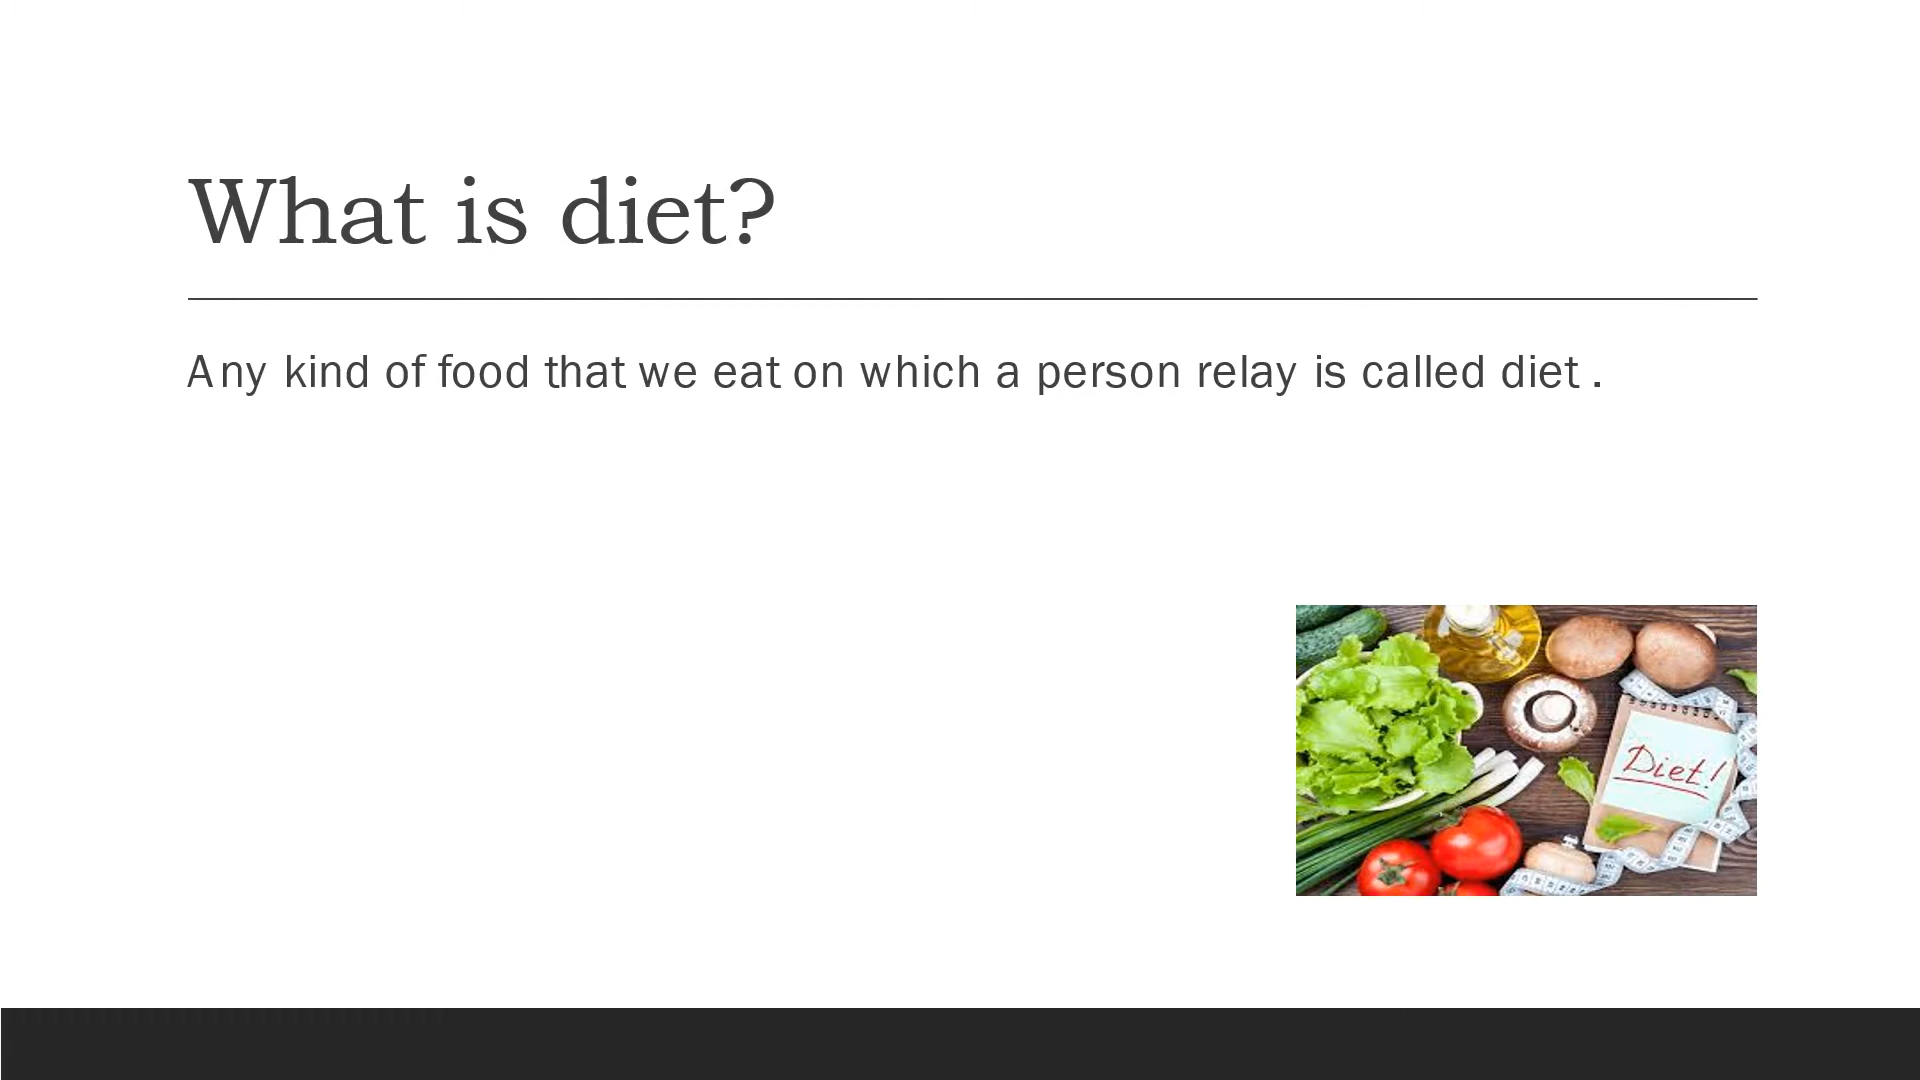 What is diet?
Any kind of food that we eat on which a person relay is called diet .
Diet!